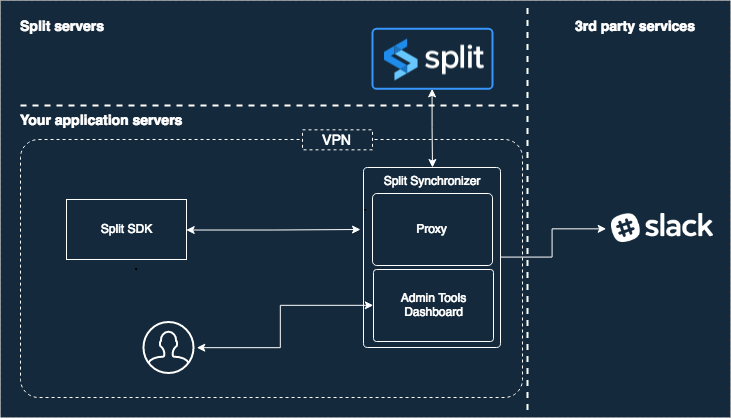 Split servers
3rd party services
split
Your application servers
VPN
Split Synchronizer
Split SDK
Proxy
slack
Admin Tools
Dashboard